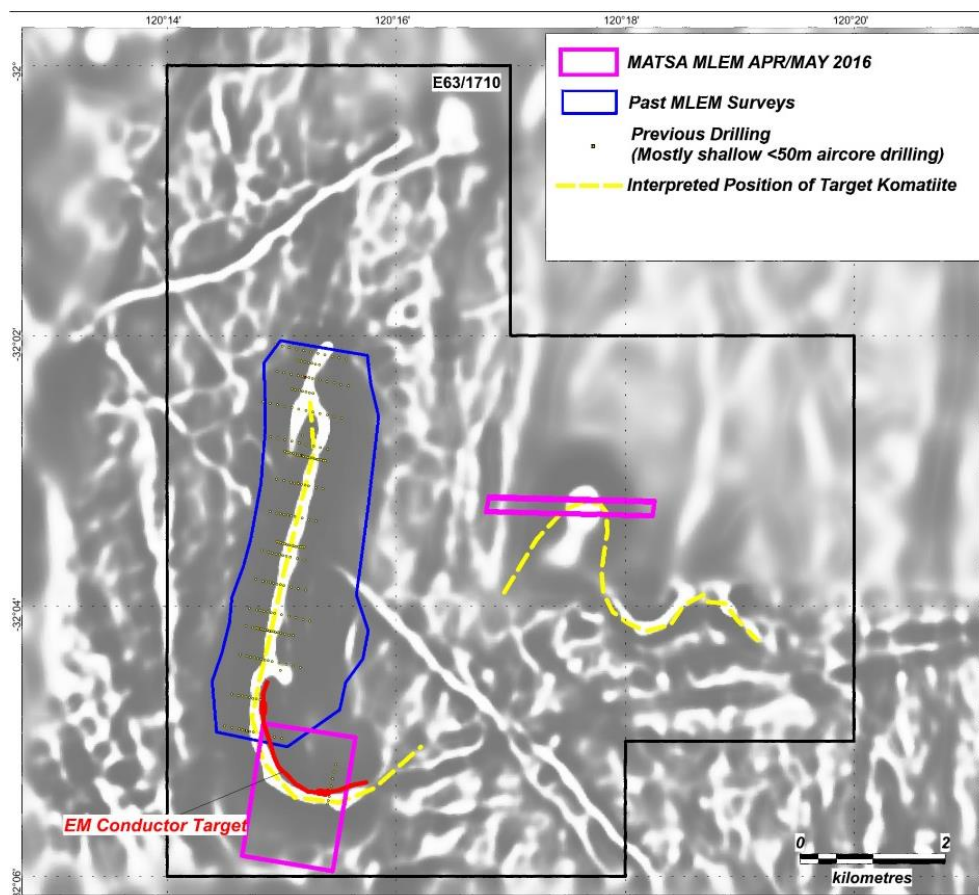 120°14' 120°16' 120°18' 120°20'
-32°
E63/1710
MATSA MLEM APR/MAY 2016
Past MLEM Surveys
Previous Drilling
(Mostly shallow <50m aircore drilling)
Interpreted Position of Target Komatiite
-32°02'
-32°04'
EM Conductor Target
0 2
kilometres
-32°06'